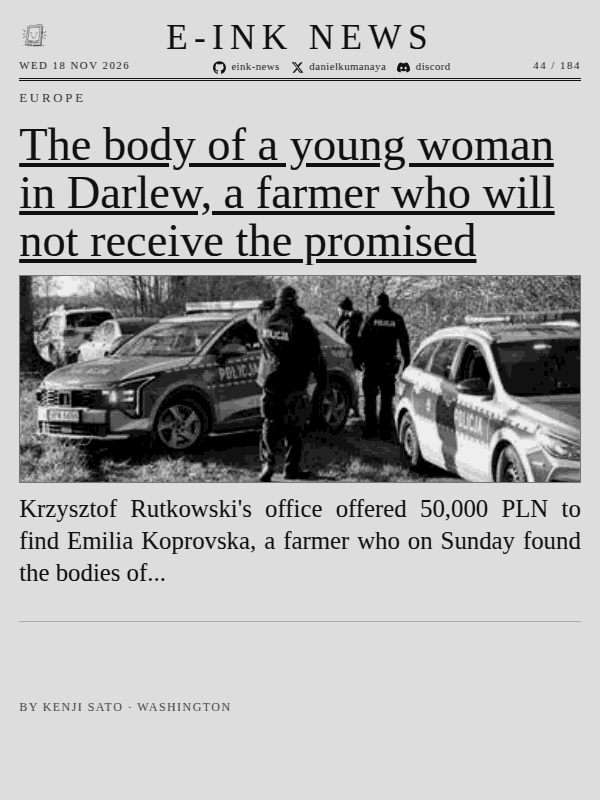 E-INK NEWS
WED 18 NOV 2026
eink-news danielkumanaya discord
44 / 184
EUROPE
The body of a young woman
in Darlew, a farmer who will
not receive the promised
POLICJA
POLICJA
POLICJA
Krzysztof Rutkowski's office offered 50,000 PLN to
find Emilia Koprovska, a farmer who on Sunday found
the bodies of...
BY KENJI SATO · WASHINGTON